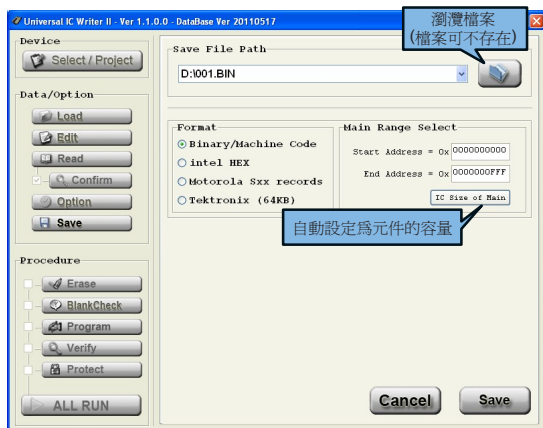 Universal IC Writer II - Ver 1.1.0.0 - DataBase Ver 20110517
瀏灠檔案
(檔案可不存在)
Device
Select / Project
Data/Option
Load
Edit
Read
Confirm
Option
Save
Procedure
Erase
BlankCheck
Program
Verify
Protect
ALL RUN
Save File Path
D:\001.BIN
Format
Binary/Machine Code
intel HEX
Motorola Sxx records
Tektronix (64KB)
Main Range Select
Start Address = 0x 0000000000
End Address = 0x 0000000FFF
IC Size of Main
自動設定爲元件的容量
Cancel
Save